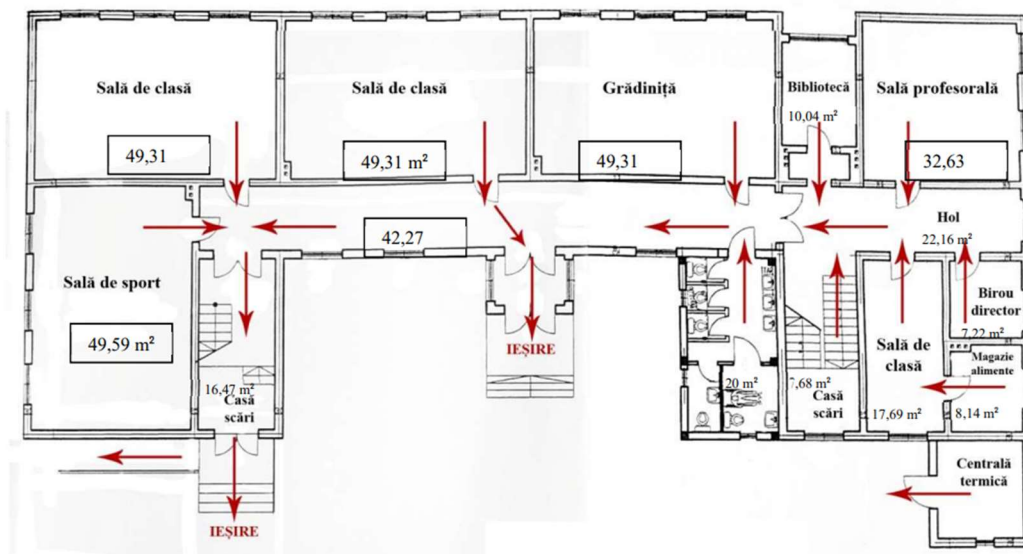 Sală de clasă
49,31
Sală de clasă
49,31 m²
Grădiniță
49,31
Bibliotecă
10,04 m²
Sală profesorală
32,63
42,27
Hol
22,16 m²
Sală de sport
49,59 m²
16,47 m²
Casă
scări
IEȘIRE
IEȘIRE
20 m²
7,68 m²
Casă
scări
Sală de
clasă
17,69 m²
Birou
director
7,22 m²
Magazie
alimente
8,14 m²
Centrală
termică